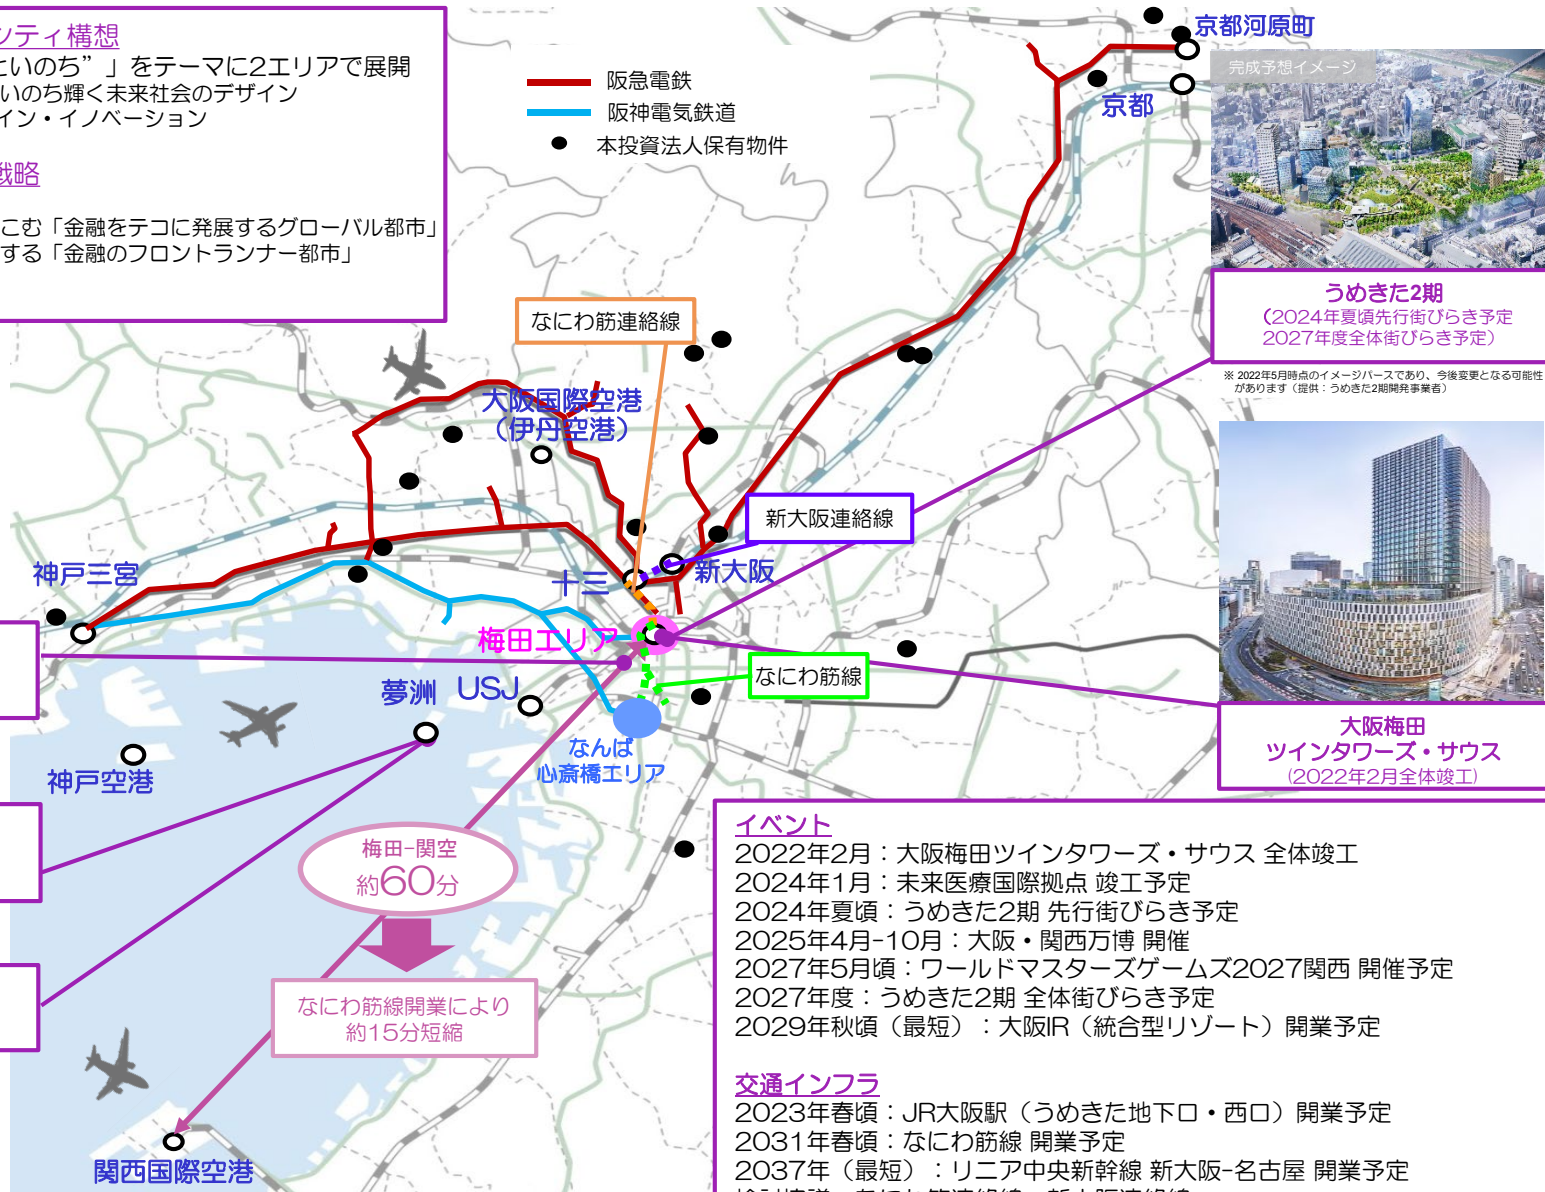 ンティ構想
といのち”」をテーマに2エリアで展開
いのち輝く未来社会のデザイン
イン・イノベーション
戦略
こむ「金融をテコに発展するグローバル都市」
する「金融のフロントランナー都市」
阪急電鉄
阪神電気鉄道
本投資法人保有物件
京都河原町
京都
完成予想イメージ
うめきた2期
(2024年夏頃先行街びらき予定
2027年度全体街びらき予定)
※ 2022年5月時点のイメージパースであり、今後変更となる可能性
があります（提供：うめきた2期開発事業者）
なにわ筋連絡線
大阪国際空港
（伊丹空港）
新大阪連絡線
神戸三宮
十三
新大阪
梅田エリア
なにわ筋線
夢洲
USJ
神戸空港
なんば
心斎橋エリア
大阪梅田
ツインタワーズ・サウス
(2022年2月全体竣工)
梅田-関空
約60分
なにわ筋線開業により
約15分短縮
関西国際空港
イベント
2022年2月：大阪梅田ツインタワーズ・サウス 全体竣工
2024年1月：未来医療国際拠点 竣工予定
2024年夏頃：うめきた2期 先行街びらき予定
2025年4月-10月：大阪・関西万博 開催
2027年5月頃：ワールドマスターズゲームズ2027関西 開催予定
2027年度：うめきた2期 全体街びらき予定
2029年秋頃（最短）：大阪IR（統合型リゾート）開業予定
交通インフラ
2023年春頃：JR大阪駅（うめきた地下口・西口）開業予定
2031年春頃：なにわ筋線 開業予定
2037年（最短）：リニア中央新幹線 新大阪-名古屋 開業予定